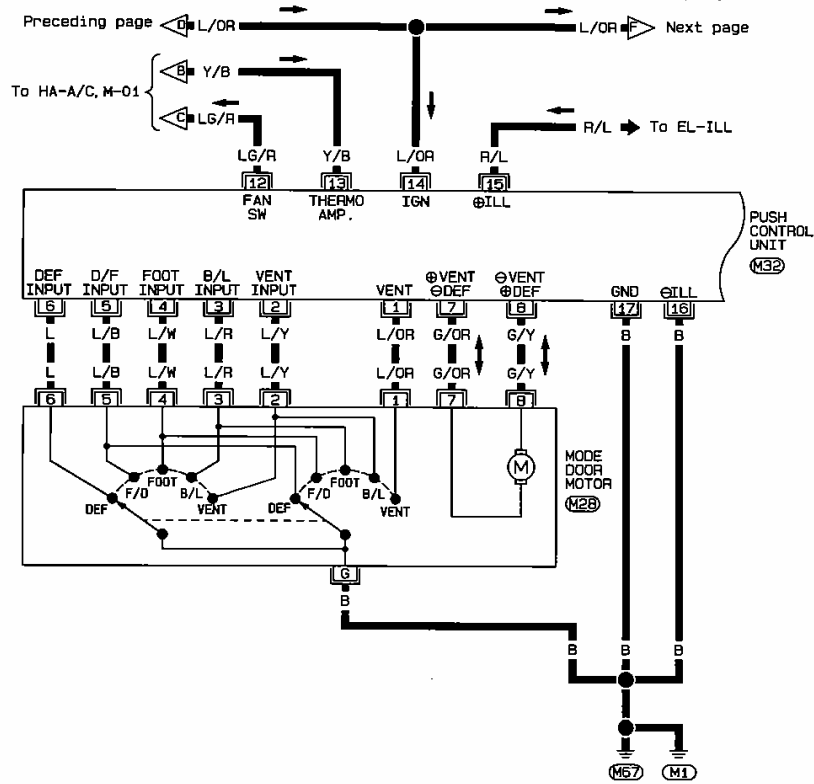 Preceding page D L/OR L/OR F Next page
B Y/B
To HA-A/C, M-01
C LG/R
R/L To EL-ILL
LG/R Y/B L/OR R/L
12 13 14 15
FAN SW THERMO AMP. IGN ⊕ILL
PUSH CONTROL UNIT
M32
DEF INPUT D/F INPUT FOOT INPUT B/L INPUT VENT INPUT VENT ⊕VENT ⊖DEF ⊖VENT ⊕DEF GND ⊖ILL
6 5 4 3 2 1 7 8 17 16
L L/B L/W L/R L/Y L/OR G/OR G/Y B B
L L/B L/W L/R L/Y L/OR G/OR G/Y
6 5 4 3 2 1 7 8
M
MODE DOOR MOTOR
M28
DEF F/D FOOT B/L VENT DEF F/D FOOT B/L VENT
G
B
B B B
M67 M1